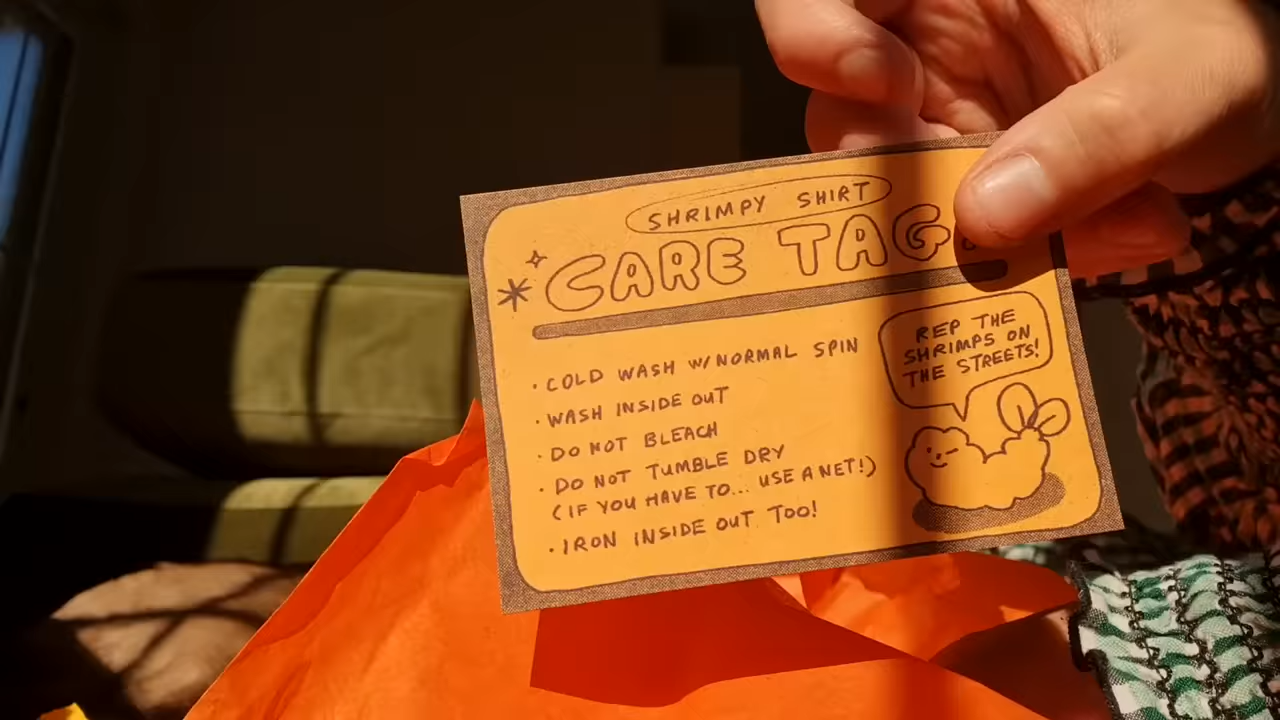 SHRIMPY SHIRT
CARE TAG
• COLD WASH W/NORMAL SPIN
• WASH INSIDE OUT
• DO NOT BLEACH
• DO NOT TUMBLE DRY
(IF YOU HAVE TO... USE A NET!)
• IRON INSIDE OUT TOO!
REP THE
SHRIMPS ON
THE STREETS!